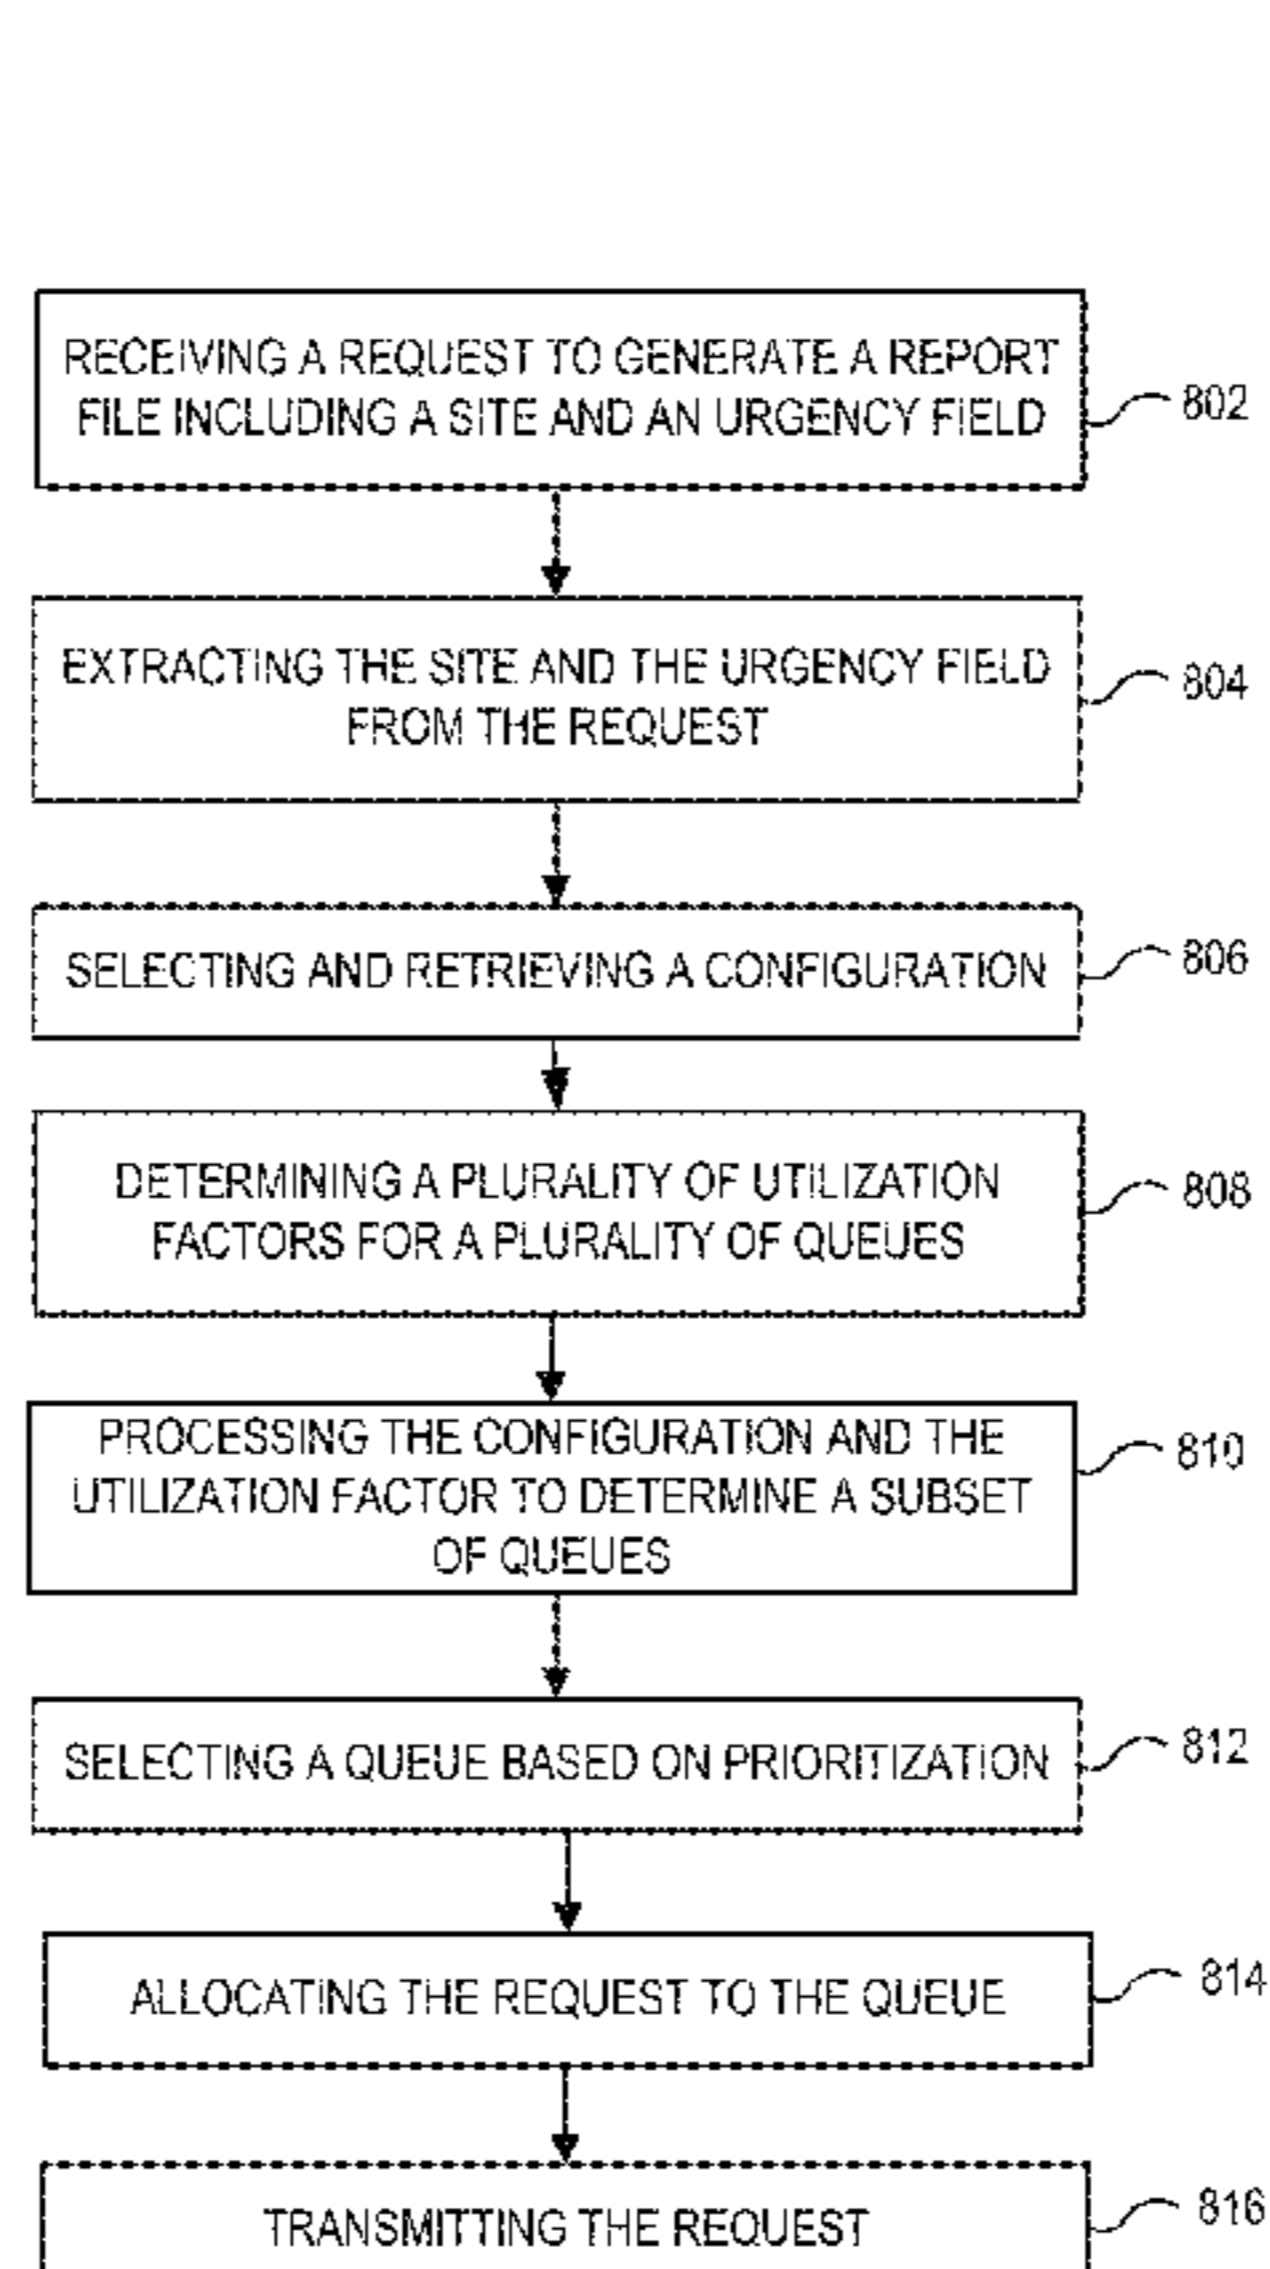 RECEIVING A REQUEST TO GENERATE A REPORT
FILE INCLUDING A SITE AND AN URGENCY FIELD
802
EXTRACTING THE SITE AND THE URGENCY FIELD
FROM THE REQUEST
804
SELECTING AND RETRIEVING A CONFIGURATION
806
DETERMINING A PLURALITY OF UTILIZATION
FACTORS FOR A PLURALITY OF QUEUES
808
PROCESSING THE CONFIGURATION AND THE
UTILIZATION FACTOR TO DETERMINE A SUBSET
OF QUEUES
810
SELECTING A QUEUE BASED ON PRIORITIZATION
812
ALLOCATING THE REQUEST TO THE QUEUE
814
TRANSMITTING THE REQUEST
816